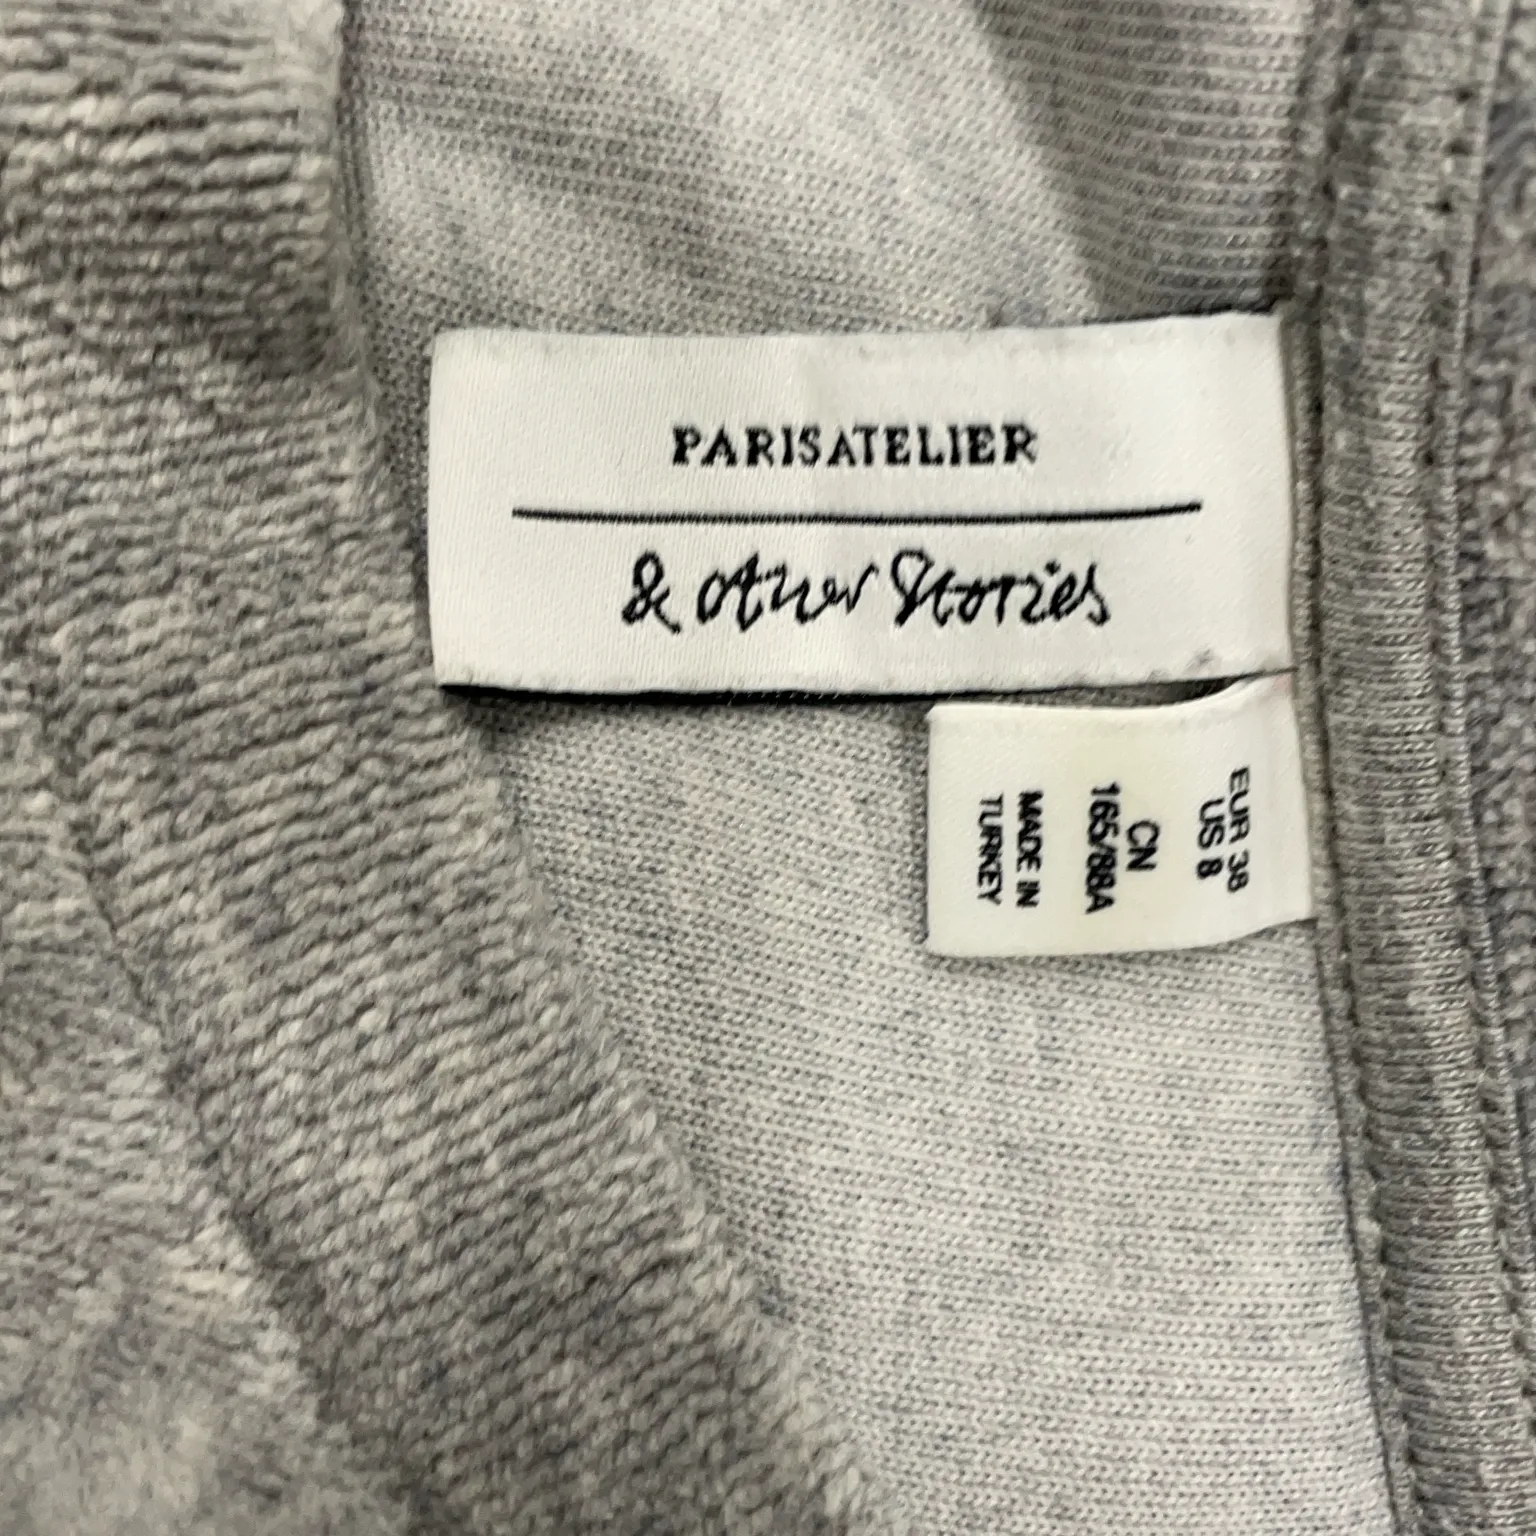 PARISATELIER
& other Stories
EUR 38
US 8
CN
165/88A
MADE IN
TURKEY